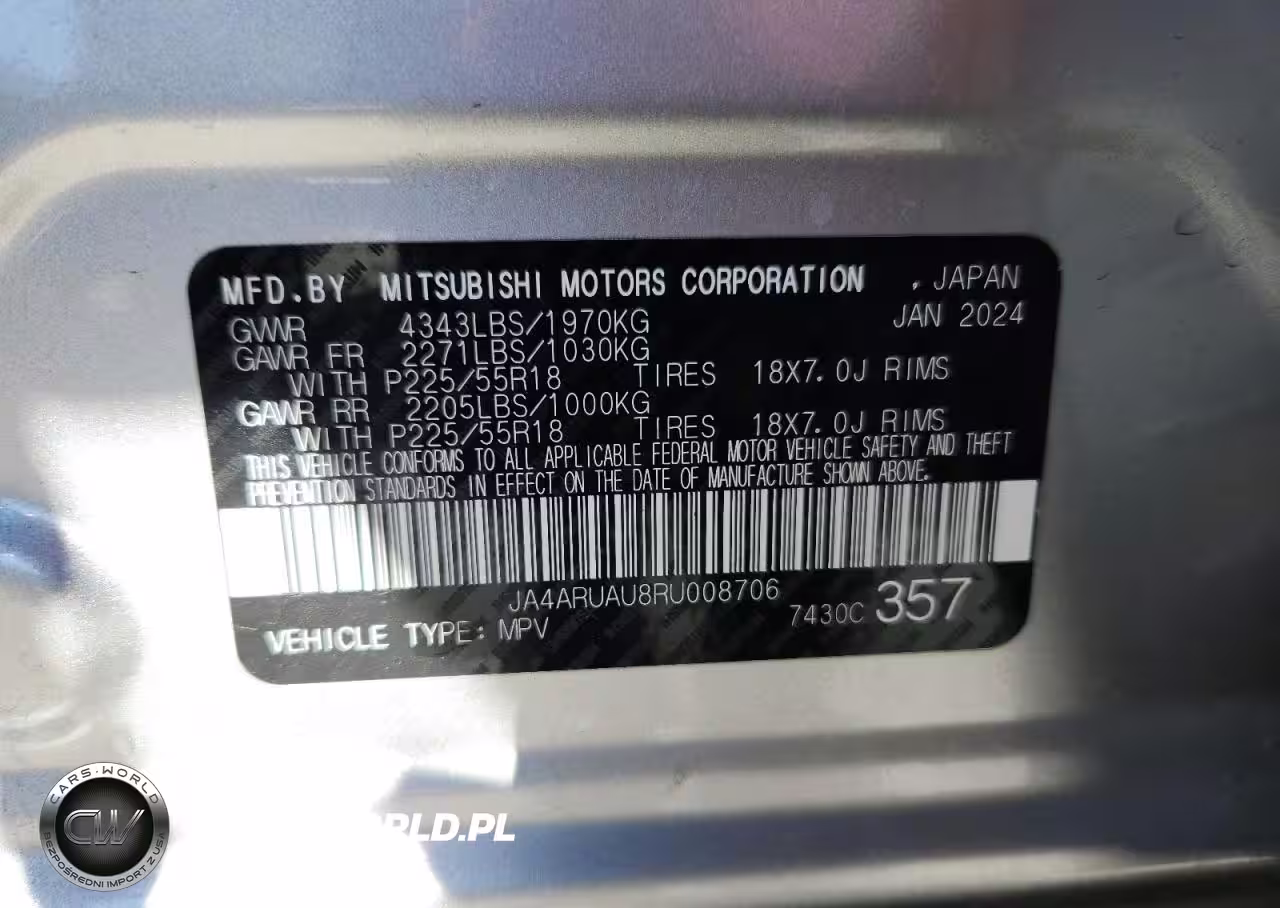 MFD.BY MITSUBISHI MOTORS CORPORATION , JAPAN
GVWR 4343LBS/1970KG JAN 2024
GAWR FR 2271LBS/1030KG
WITH P225/55R18 TIRES 18X7.0J RIMS
GAWR RR 2205LBS/1000KG
WITH P225/55R18 TIRES 18X7.0J RIMS
THIS VEHICLE CONFORMS TO ALL APPLICABLE FEDERAL MOTOR VEHICLE SAFETY AND THEFT
PREVENTION STANDARDS IN EFFECT ON THE DATE OF MANUFACTURE SHOWN ABOVE.
JA4ARUAU8RU008706
VEHICLE TYPE: MPV 7430C 357
CARS-WORLD
CW
BEZPOŚREDNI IMPORT Z USA
RLD.PL